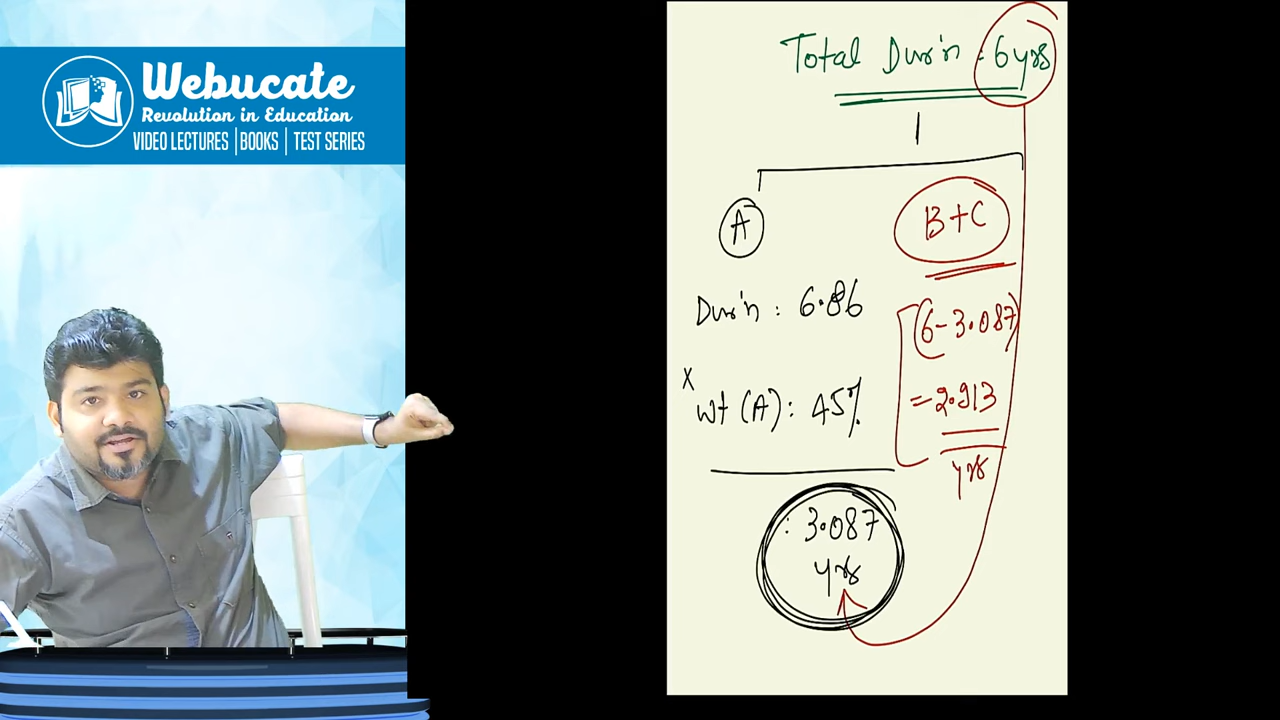 Webucate
Revolution in Education
VIDEO LECTURES | BOOKS | TEST SERIES
Total Dur'n : 6 yrs
A
B+C
Dur'n : 6.86
(6-3.087)
x
wt (A) : 45%
= 2.913
yrs
: 3.087
yrs